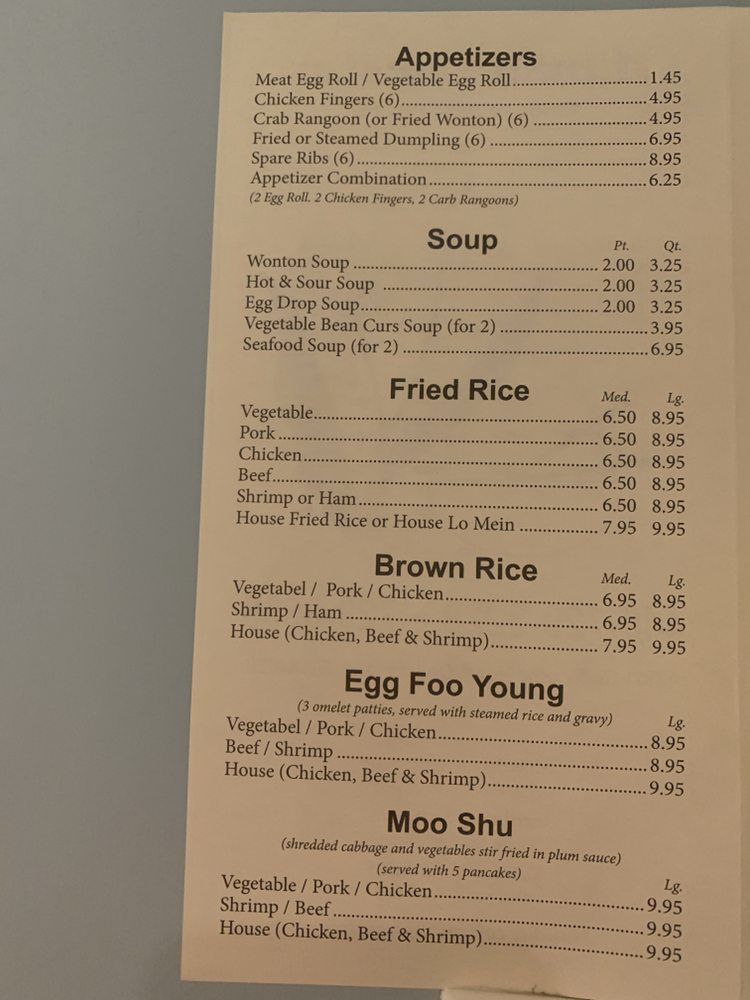 Appetizers
Meat Egg Roll / Vegetable Egg Roll..............................1.45
Chicken Fingers (6)......................................................4.95
Crab Rangoon (or Fried Wonton) (6) .........................4.95
Fried or Steamed Dumpling (6) ..................................6.95
Spare Ribs (6)................................................................8.95
Appetizer Combination................................................6.25
(2 Egg Roll. 2 Chicken Fingers, 2 Carb Rangoons)
Soup Pt. Qt.
Wonton Soup ......................................................2.00 3.25
Hot & Sour Soup ................................................2.00 3.25
Egg Drop Soup....................................................2.00 3.25
Vegetable Bean Curs Soup (for 2) ................................3.95
Seafood Soup (for 2) ......................................................6.95
Fried Rice Med. Lg.
Vegetable...............................................................6.50 8.95
Pork.......................................................................6.50 8.95
Chicken.................................................................6.50 8.95
Beef........................................................................6.50 8.95
Shrimp or Ham.....................................................6.50 8.95
House Fried Rice or House Lo Mein .................7.95 9.95
Brown Rice Med. Lg.
Vegetabel / Pork / Chicken..................................6.95 8.95
Shrimp / Ham ........................................................6.95 8.95
House (Chicken, Beef & Shrimp)........................7.95 9.95
Egg Foo Young
(3 omelet patties, served with steamed rice and gravy) Lg.
Vegetabel / Pork / Chicken..............................................8.95
Beef / Shrimp ....................................................................8.95
House (Chicken, Beef & Shrimp)...................................9.95
Moo Shu
(shredded cabbage and vegetables stir fried in plum sauce)
(served with 5 pancakes) Lg.
Vegetable / Pork / Chicken..............................................9.95
Shrimp / Beef ....................................................................9.95
House (Chicken, Beef & Shrimp)...................................9.95